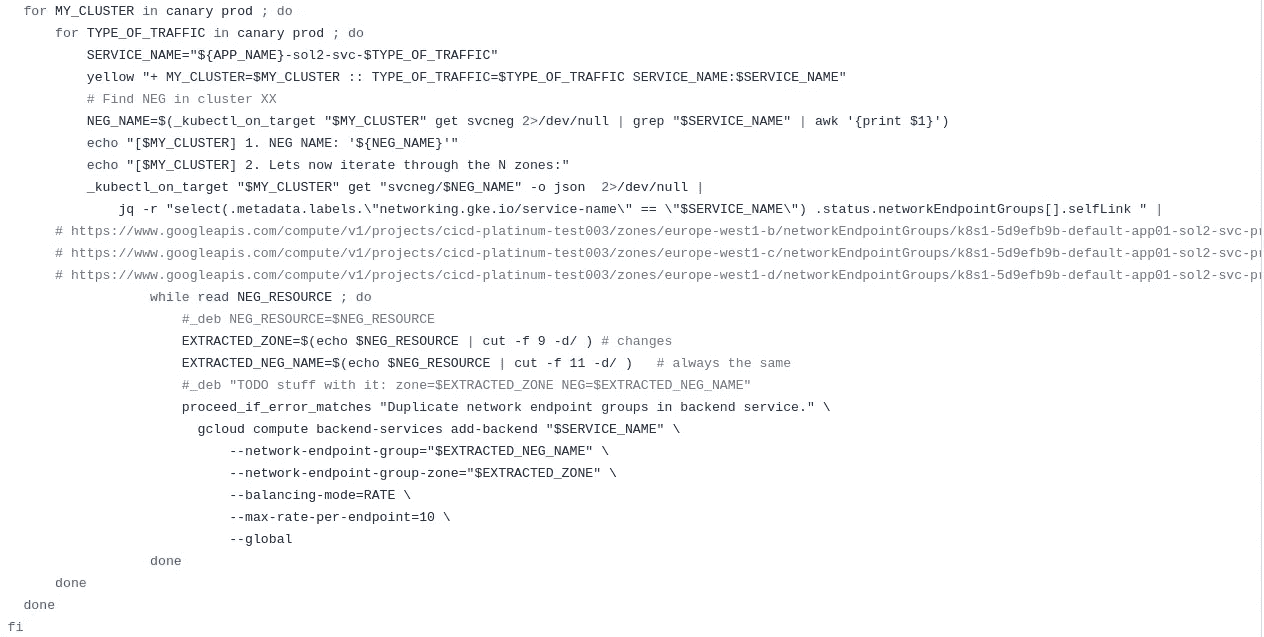 for MY_CLUSTER in canary prod ; do
for TYPE_OF_TRAFFIC in canary prod ; do
SERVICE_NAME="${APP_NAME}-sol2-svc-$TYPE_OF_TRAFFIC"
yellow "+ MY_CLUSTER=$MY_CLUSTER :: TYPE_OF_TRAFFIC=$TYPE_OF_TRAFFIC SERVICE_NAME:$SERVICE_NAME"
# Find NEG in cluster XX
NEG_NAME=$(_kubectl_on_target "$MY_CLUSTER" get svcneg 2>/dev/null | grep "$SERVICE_NAME" | awk '{print $1}')
echo "[$MY_CLUSTER] 1. NEG NAME: '${NEG_NAME}'"
echo "[$MY_CLUSTER] 2. Lets now iterate through the N zones:"
_kubectl_on_target "$MY_CLUSTER" get "svcneg/$NEG_NAME" -o json  2>/dev/null |
jq -r "select(.metadata.labels.\"networking.gke.io/service-name\" == \"$SERVICE_NAME\") .status.networkEndpointGroups[].selfLink " |
# https://www.googleapis.com/compute/v1/projects/cicd-platinum-test003/zones/europe-west1-b/networkEndpointGroups/k8s1-5d9efb9b-default-app01-sol2-svc-p
# https://www.googleapis.com/compute/v1/projects/cicd-platinum-test003/zones/europe-west1-c/networkEndpointGroups/k8s1-5d9efb9b-default-app01-sol2-svc-p
# https://www.googleapis.com/compute/v1/projects/cicd-platinum-test003/zones/europe-west1-d/networkEndpointGroups/k8s1-5d9efb9b-default-app01-sol2-svc-p
while read NEG_RESOURCE ; do
#_deb NEG_RESOURCE=$NEG_RESOURCE
EXTRACTED_ZONE=$(echo $NEG_RESOURCE | cut -f 9 -d/ ) # changes
EXTRACTED_NEG_NAME=$(echo $NEG_RESOURCE | cut -f 11 -d/ )   # always the same
#_deb "TODO stuff with it: zone=$EXTRACTED_ZONE NEG=$EXTRACTED_NEG_NAME"
proceed_if_error_matches "Duplicate network endpoint groups in backend service." \
gcloud compute backend-services add-backend "$SERVICE_NAME" \
--network-endpoint-group="$EXTRACTED_NEG_NAME" \
--network-endpoint-group-zone="$EXTRACTED_ZONE" \
--balancing-mode=RATE \
--max-rate-per-endpoint=10 \
--global
done
done
done
fi